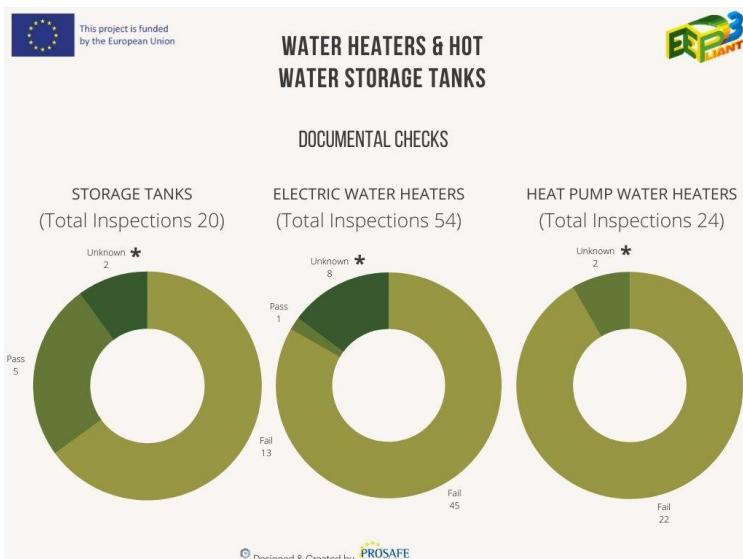 This project is funded
by the European Union
WATER HEATERS & HOT
WATER STORAGE TANKS
EEPLIANT3
DOCUMENTAL CHECKS
STORAGE TANKS
(Total Inspections 20)
Unknown *
2
Pass
5
Fail
13
ELECTRIC WATER HEATERS
(Total Inspections 54)
Unknown *
8
Pass
1
Fail
45
HEAT PUMP WATER HEATERS
(Total Inspections 24)
Unknown *
2
Fail
22
Designed & Created by PROSAFE